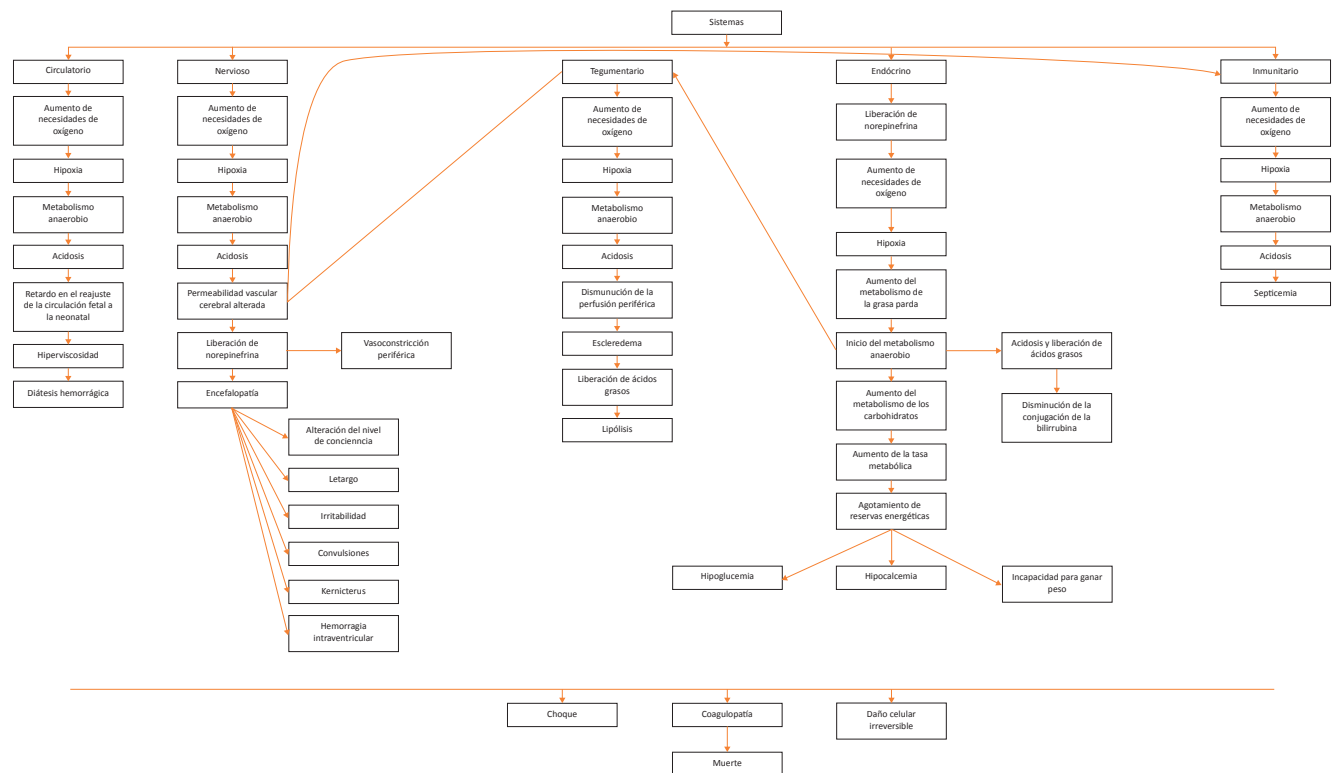 Sistemas
Circulatorio
Aumento de
necesidades de
oxígeno
Hipoxia
Metabolismo
anaerobio
Acidosis
Retardo en el reajuste
de la circulación fetal a
la neonatal
Hiperviscosidad
Diátesis hemorrágica
Nervioso
Aumento de
necesidades de
oxígeno
Hipoxia
Metabolismo
anaerobio
Acidosis
Permeabilidad vascular
cerebral alterada
Liberación de
norepinefrina
Vasoconstricción
periférica
Encefalopatía
Alteración del nivel
de concienncia
Letargo
Irritabilidad
Convulsiones
Kernicterus
Hemorragia
intraventricular
Tegumentario
Aumento de
necesidades de
oxígeno
Hipoxia
Metabolismo
anaerobio
Acidosis
Dismunución de la
perfusión periférica
Escleredema
Liberación de ácidos
grasos
Lipólisis
Endócrino
Liberación de
norepinefrina
Aumento de
necesidades de
oxígeno
Hipoxia
Aumento del
metabolismo de
la grasa parda
Inicio del metabolismo
anaerobio
Acidosis y liberación de
ácidos grasos
Disminución de la
conjugación de la
bilirrubina
Aumento del
metabolismo de los
carbohidratos
Aumento de la tasa
metabólica
Agotamiento de
reservas energéticas
Hipoglucemia
Hipocalcemia
Incapacidad para ganar
peso
Inmunitario
Aumento de
necesidades de
oxígeno
Hipoxia
Metabolismo
anaerobio
Acidosis
Septicemia
Choque
Coagulopatía
Daño celular
irreversible
Muerte